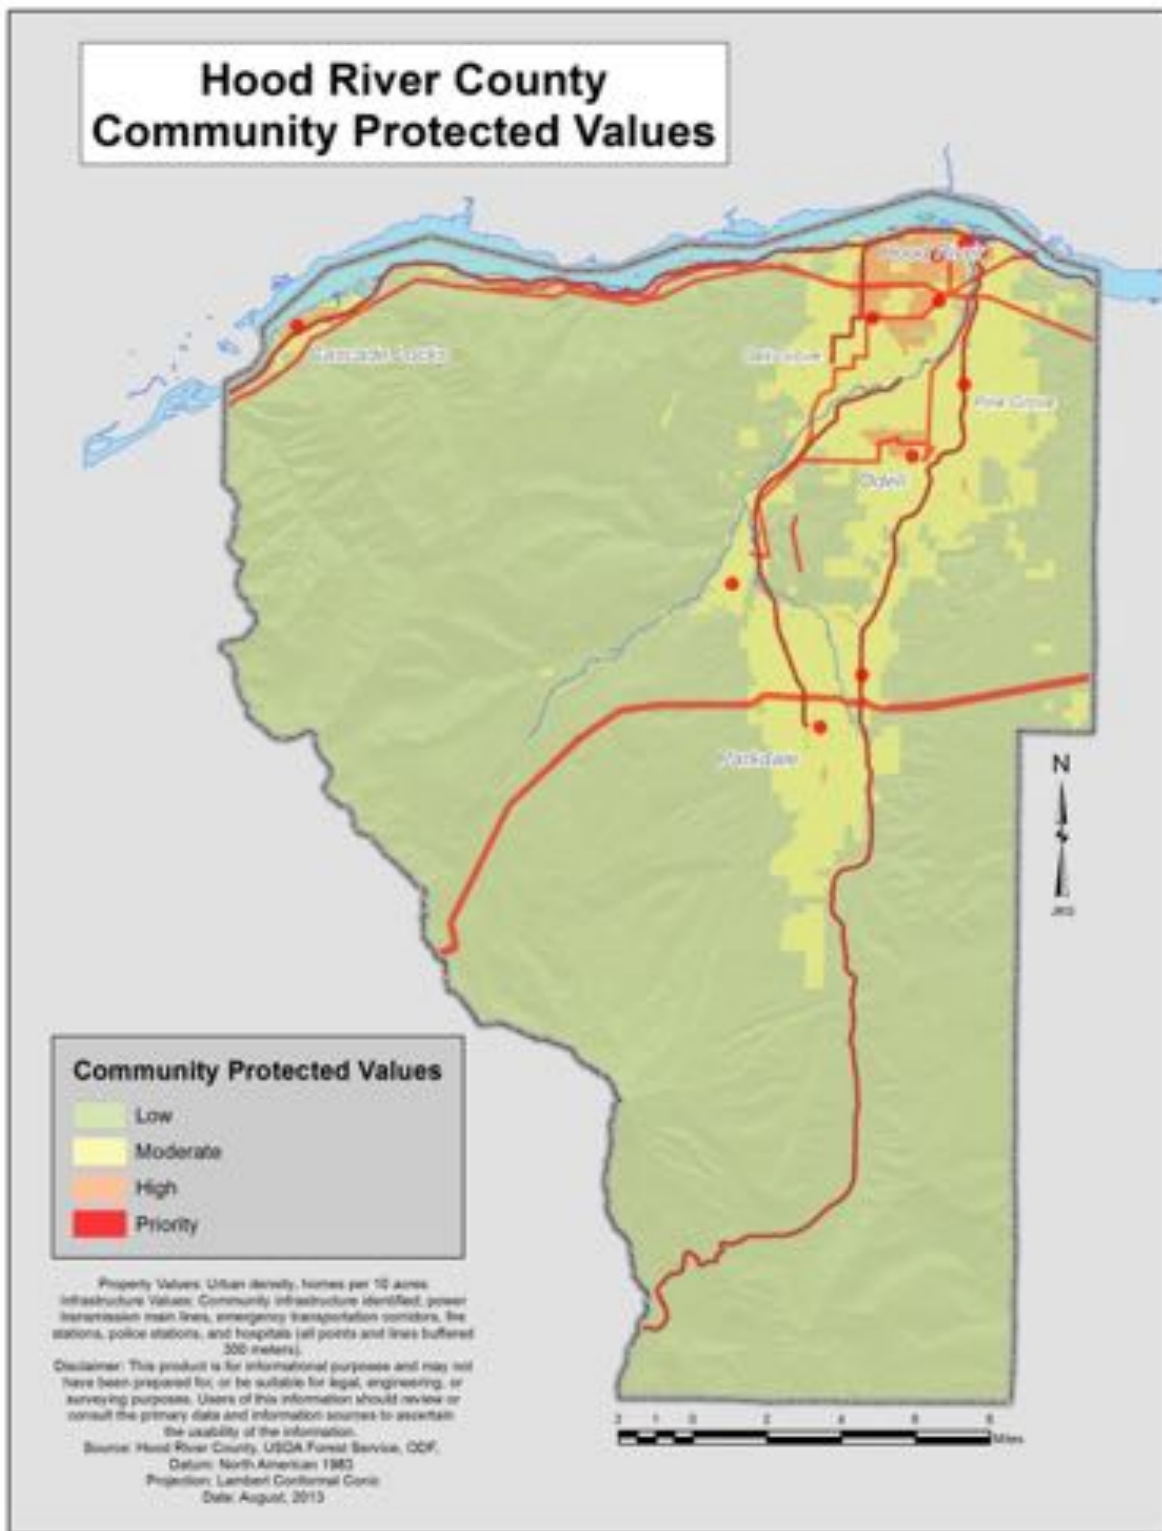 Hood River County
Community Protected Values
Hood River
Cascade Locks
Oak Grove
Pine Grove
Odell
Parkdale
N
Community Protected Values
Low
Moderate
High
Priority
Property Values: Urban density, homes per 10 acres
Infrastructure Values: Community infrastructure identified; power
transmission main lines, emergency transportation corridors, fire
stations, police stations, and hospitals (all points and lines buffered
300 meters).
Disclaimer: This product is for informational purposes and may not
have been prepared for, or be suitable for legal, engineering, or
surveying purposes. Users of this information should review or
consult the primary data and information sources to ascertain
the usability of the information.
Source: Hood River County, USDA Forest Service, ODF,
Datum: North American 1983
Projection: Lambert Conformal Conic
Date: August, 2013
2 1 0 2 4 6 8
Miles